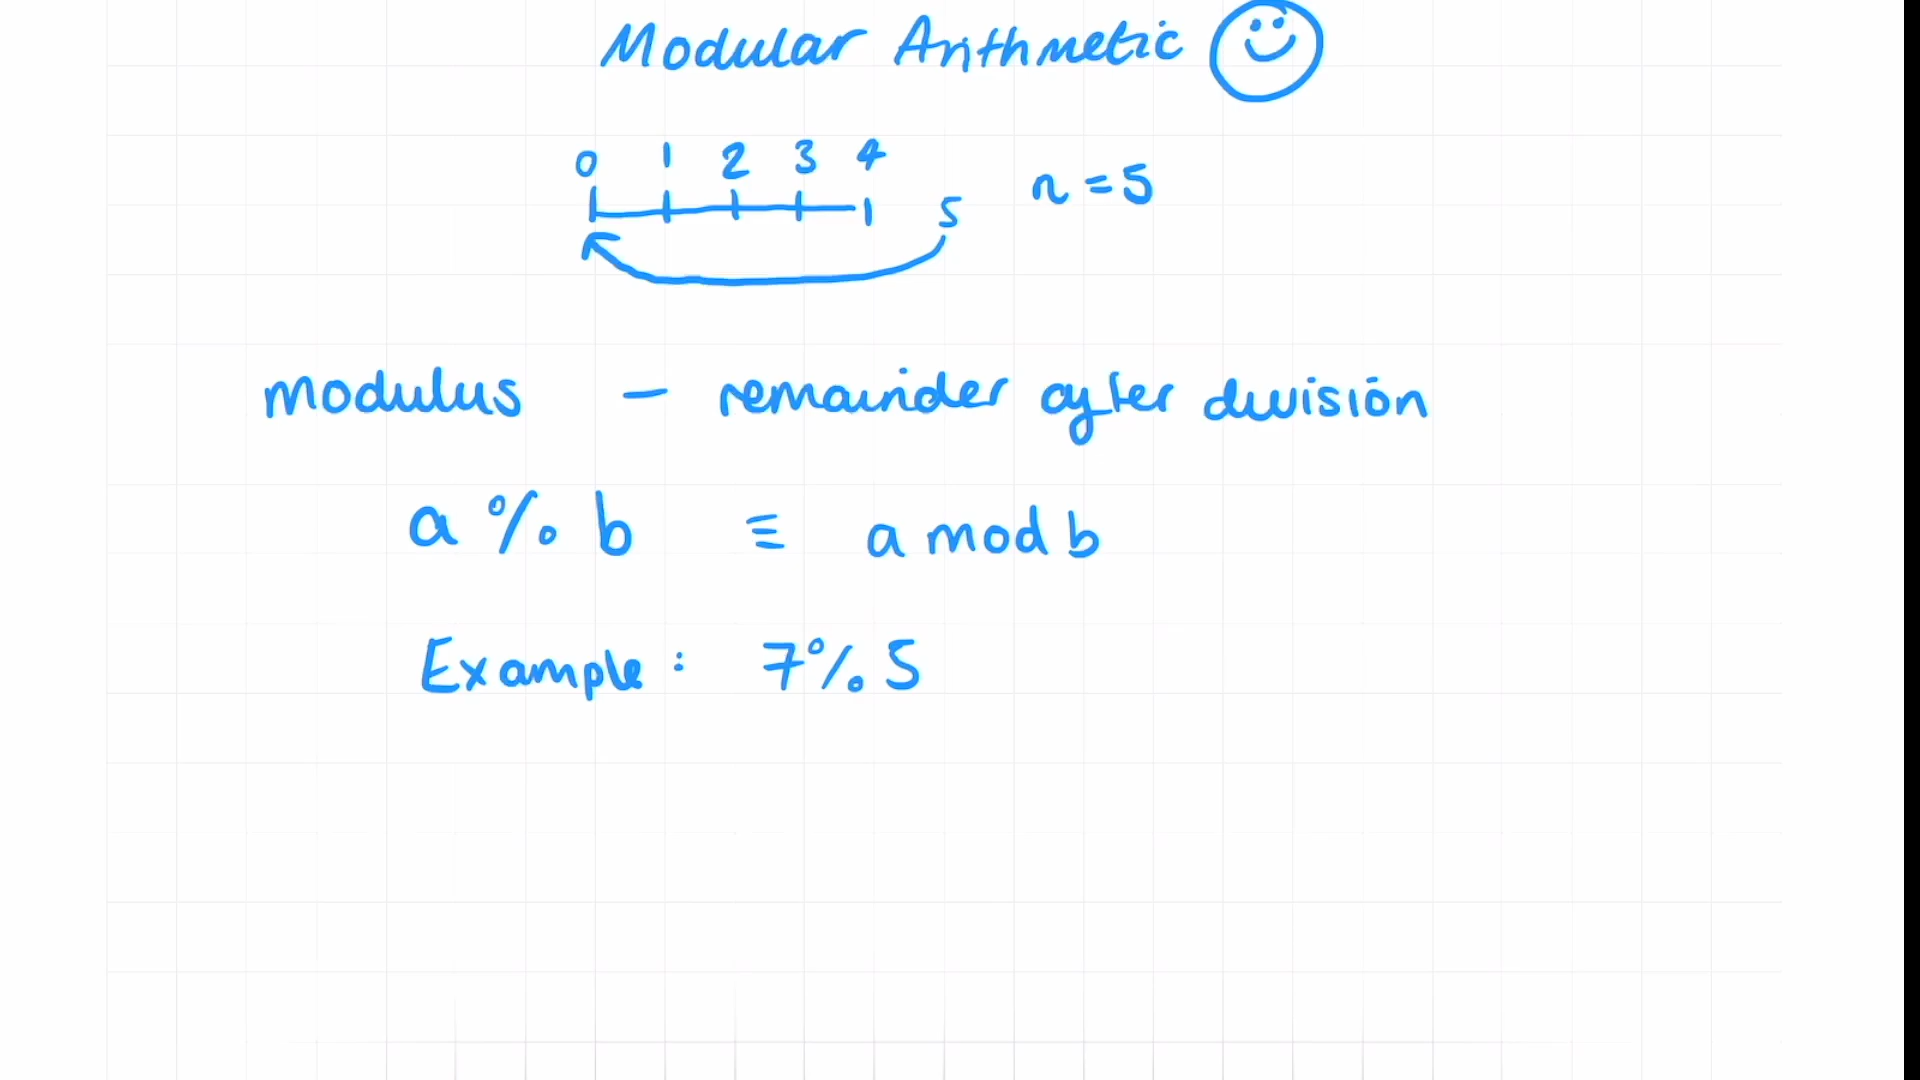 Modular Arithmetic
0 1 2 3 4
5 n = 5
modulus - remainder after division
a % b ≡ a mod b
Example : 7 % 5